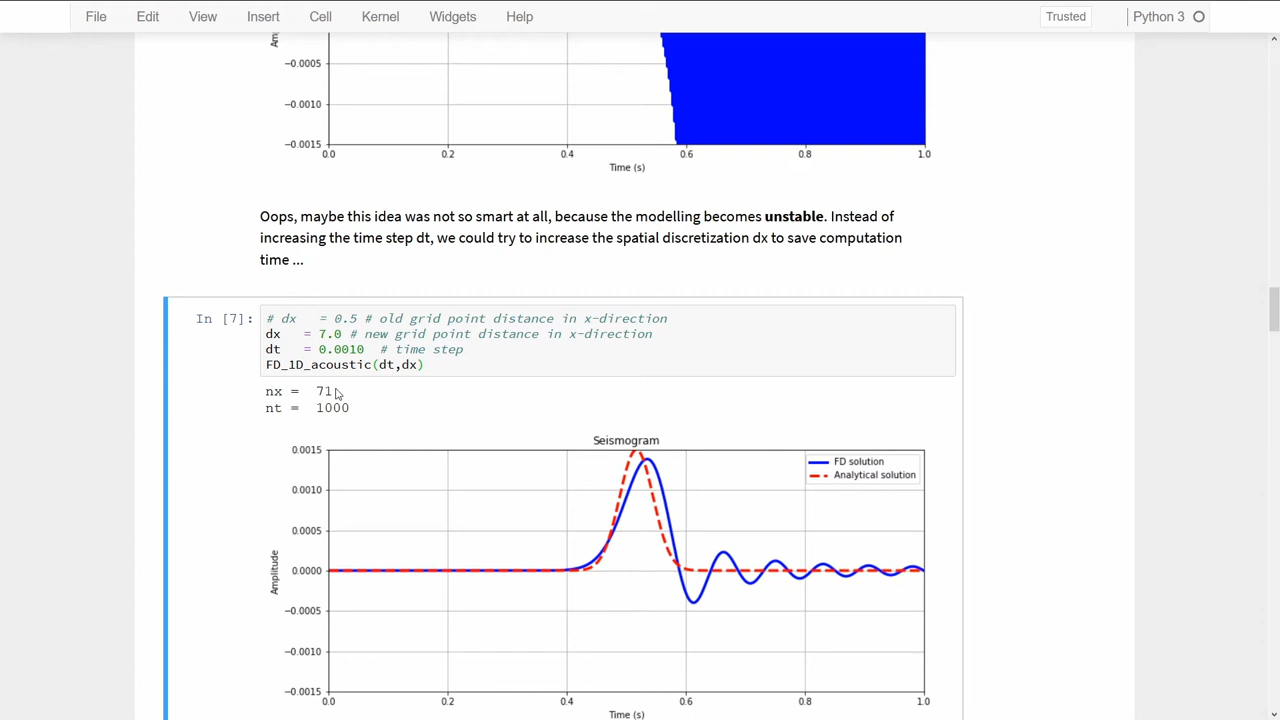 File Edit View Insert Cell Kernel Widgets Help Trusted Python 3
−0.0005
−0.0010
−0.0015
0.0 0.2 0.4 0.6 0.8 1.0
Time (s)
Oops, maybe this idea was not so smart at all, because the modelling becomes unstable. Instead of
increasing the time step dt, we could try to increase the spatial discretization dx to save computation
time ...
In [7]:
# dx = 0.5 # old grid point distance in x-direction
dx = 7.0 # new grid point distance in x-direction
dt = 0.0010 # time step
FD_1D_acoustic(dt,dx)
nx = 71
nt = 1000
Seismogram
0.0015
0.0010
0.0005
0.0000
−0.0005
−0.0010
−0.0015
Amplitude
FD solution
Analytical solution
0.0 0.2 0.4 0.6 0.8 1.0
Time (s)